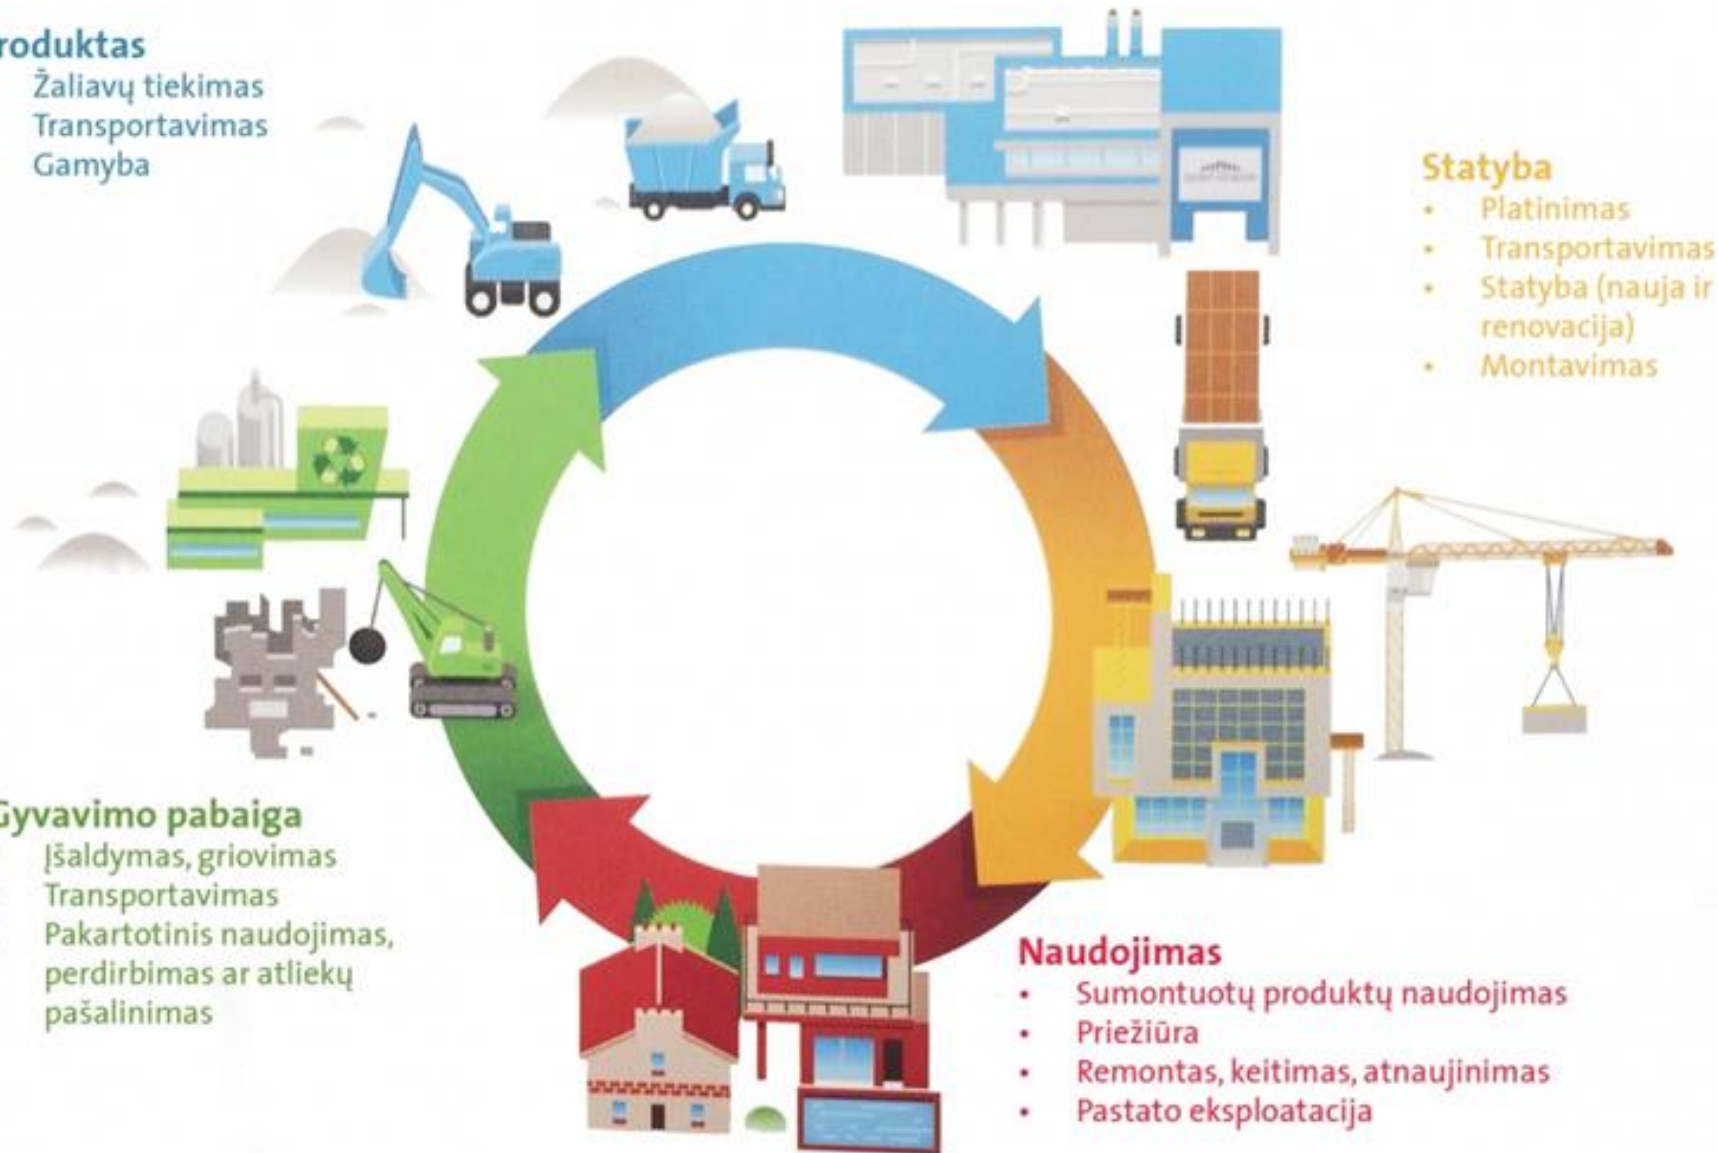 roduktas
Žaliavų tiekimas
Transportavimas
Gamyba
Statyba
• Platinimas
• Transportavimas
• Statyba (nauja ir
renovacija)
• Montavimas
Gyvavimo pabaiga
Įšaldymas, griovimas
Transportavimas
Pakartotinis naudojimas,
perdirbimas ar atliekų
pašalinimas
Naudojimas
• Sumontuotų produktų naudojimas
• Priežiūra
• Remontas, keitimas, atnaujinimas
• Pastato eksploatacija